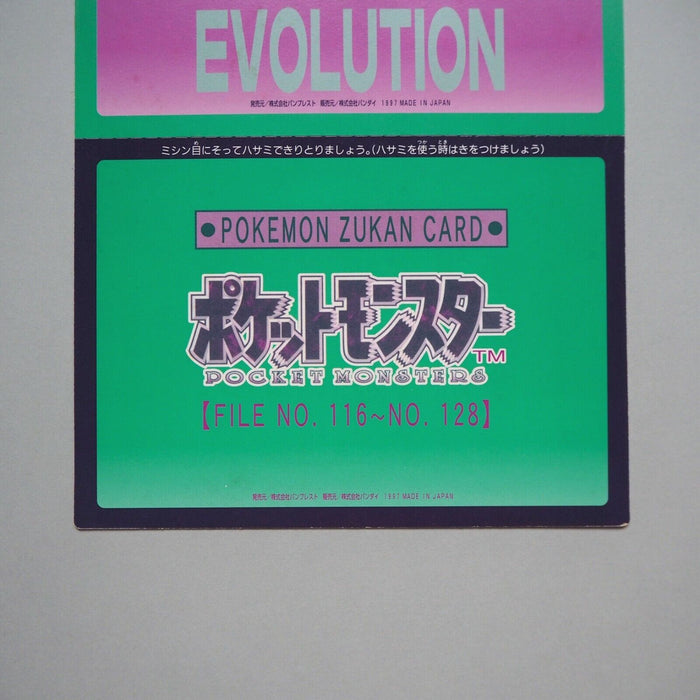 EVOLUTION
発売元／株式会社バンプレスト 販売元／株式会社バンダイ 1997 MADE IN JAPAN
ミシン目にそってハサミできりとりましょう。(ハサミを使う時はきをつけましょう)
•POKEMON ZUKAN CARD•
ポケットモンスター™
POCKET MONSTERS
【FILE NO. 116~NO. 128】
発売元／株式会社バンプレスト 販売元／株式会社バンダイ 1997 MADE IN JAPAN